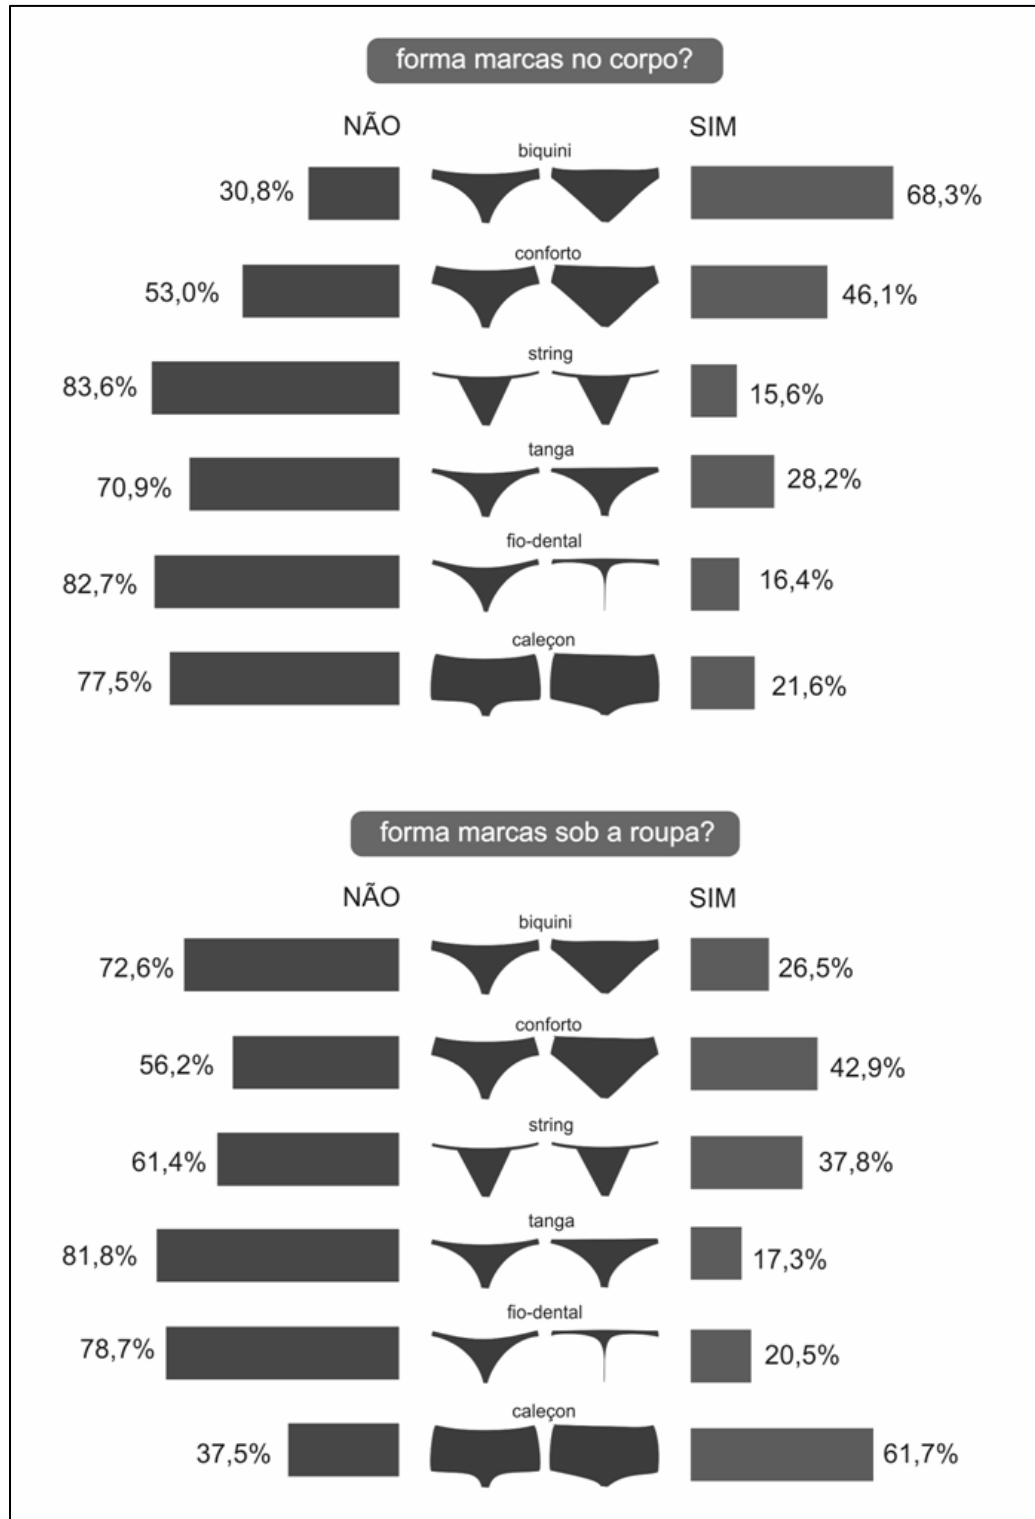 forma marcas no corpo?
NÃO SIM
biquini
30,8% 68,3%
conforto
53,0% 46,1%
string
83,6% 15,6%
tanga
70,9% 28,2%
fio-dental
82,7% 16,4%
caleçon
77,5% 21,6%
forma marcas sob a roupa?
NÃO SIM
biquini
72,6% 26,5%
conforto
56,2% 42,9%
string
61,4% 37,8%
tanga
81,8% 17,3%
fio-dental
78,7% 20,5%
caleçon
37,5% 61,7%